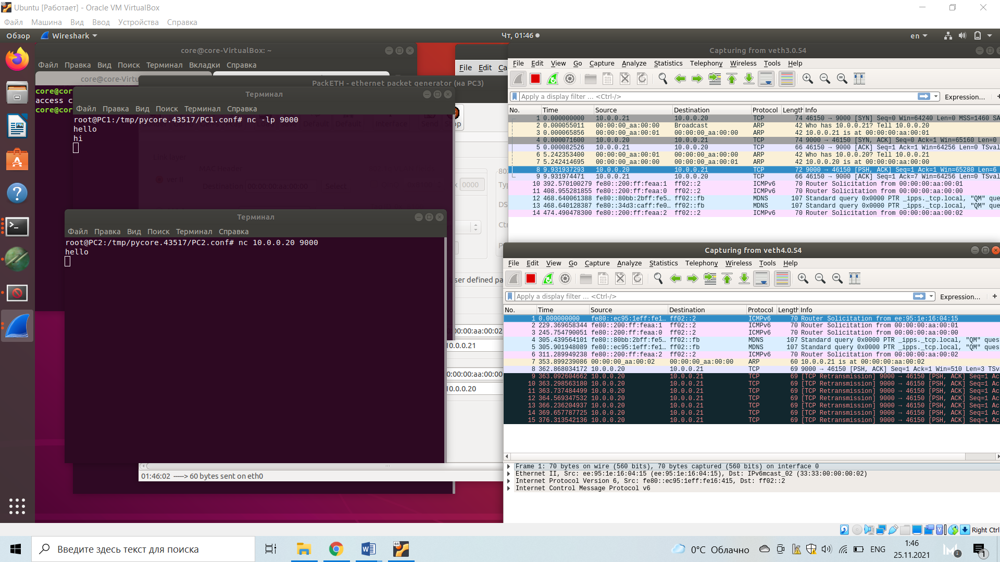 Ubuntu [Работает] - Oracle VM VirtualBox
Файл Машина Вид Ввод Устройства Справка
Обзор Wireshark Чт, 01:46 en
core@core-VirtualBox: ~
Файл Правка Вид Поиск Терминал Вкладки Справка
core@core-Virtu
core@cor
access c
core@cor
PackETH - ethernet packet generator (на PC3)
File Edit Ca
Терминал
Файл Правка Вид Поиск Терминал Справка
root@PC1:/tmp/pycore.43517/PC1.conf# nc -lp 9000
hello
hi
Default Default Interface Send Stop
Link layer
MAC Header
ver II
Destination 00:00:00:aa:00:00 Select
0000
Терминал
Файл Правка Вид Поиск Терминал Справка
root@PC2:/tmp/pycore.43517/PC2.conf# nc 10.0.0.20 9000
hello
ser defined pa
00:00:aa:00:02
10.0.0.21
0:00:00:aa:00:00
10.0.0.20
01:46:02 -----> 60 bytes sent on eth0
Capturing from veth3.0.54
File Edit View Go Capture Analyze Statistics Telephony Wireless Tools Help
Apply a display filter ... <Ctrl-/> Expression... +
No. Time Source Destination Protocol Length Info
1 0.000000000 10.0.0.21 10.0.0.20 TCP 74 46150 → 9000 [SYN] Seq=0 Win=64240 Len=0 MSS=1460 SA
2 0.000055011 00:00:00_aa:00:00 Broadcast ARP 42 Who has 10.0.0.21? Tell 10.0.0.20
3 0.000065856 00:00:00_aa:00:01 00:00:00_aa:00:00 ARP 42 10.0.0.21 is at 00:00:00:aa:00:01
4 0.000071600 10.0.0.20 10.0.0.21 TCP 74 9000 → 46150 [SYN, ACK] Seq=0 Ack=1 Win=65160 Len=0
5 0.000082526 10.0.0.21 10.0.0.20 TCP 66 46150 → 9000 [ACK] Seq=1 Ack=1 Win=64256 Len=0 TSval
6 5.242353400 00:00:00_aa:00:01 00:00:00_aa:00:00 ARP 42 Who has 10.0.0.20? Tell 10.0.0.21
7 5.242414695 00:00:00_aa:00:00 00:00:00_aa:00:01 ARP 42 10.0.0.20 is at 00:00:00:aa:00:00
8 9.931937293 10.0.0.20 10.0.0.21 TCP 72 9000 → 46150 [PSH, ACK] Seq=1 Ack=1 Win=65280 Len=6
9 9.931974471 10.0.0.21 10.0.0.20 TCP 66 46150 → 9000 [ACK] Seq=1 Ack=7 Win=64256 Len=0 TSval
10 392.570100279 fe80::200:ff:feaa:1 ff02::2 ICMPv6 70 Router Solicitation from 00:00:00:aa:00:01
11 408.955281855 fe80::200:ff:feaa:0 ff02::2 ICMPv6 70 Router Solicitation from 00:00:00:aa:00:00
12 468.640061388 fe80::80bb:2bff:fe5… ff02::fb MDNS 107 Standard query 0x0000 PTR _ipps._tcp.local, "QM" que
13 468.640128387 fe80::34d3:caff:fe0… ff02::fb MDNS 107 Standard query 0x0000 PTR _ipps._tcp.local, "QM" que
14 474.490478300 fe80::200:ff:feaa:2 ff02::2 ICMPv6 70 Router Solicitation from 00:00:00:aa:00:02
Capturing from veth4.0.54
File Edit View Go Capture Analyze Statistics Telephony Wireless Tools Help
Apply a display filter ... <Ctrl-/> Expression... +
No. Time Source Destination Protocol Length Info
1 0.000000000 fe80::ec95:1eff:fe1… ff02::2 ICMPv6 70 Router Solicitation from ee:95:1e:16:04:15
2 229.369658344 fe80::200:ff:feaa:1 ff02::2 ICMPv6 70 Router Solicitation from 00:00:00:aa:00:01
3 245.754790051 fe80::200:ff:feaa:0 ff02::2 ICMPv6 70 Router Solicitation from 00:00:00:aa:00:00
4 305.439564101 fe80::80bb:2bff:fe5… ff02::fb MDNS 107 Standard query 0x0000 PTR _ipps._tcp.local, "QM" ques
5 305.901948089 fe80::ec95:1eff:fe1… ff02::fb MDNS 107 Standard query 0x0000 PTR _ipps._tcp.local, "QM" ques
6 311.289949238 fe80::200:ff:feaa:2 ff02::2 ICMPv6 70 Router Solicitation from 00:00:00:aa:00:02
7 353.899239086 00:00:00_aa:00:02 00:00:00_aa:00:00 ARP 60 10.0.0.21 is at 00:00:00:aa:00:02
8 362.868034172 10.0.0.20 10.0.0.21 TCP 69 9000 → 46150 [PSH, ACK] Seq=1 Ack=1 Win=510 Len=3 TSv
9 363.092604662 10.0.0.20 10.0.0.21 TCP 69 [TCP Retransmission] 9000 → 46150 [PSH, ACK] Seq=1 Ac
10 363.298563180 10.0.0.20 10.0.0.21 TCP 69 [TCP Retransmission] 9000 → 46150 [PSH, ACK] Seq=1 Ac
11 363.737484499 10.0.0.20 10.0.0.21 TCP 69 [TCP Retransmission] 9000 → 46150 [PSH, ACK] Seq=1 Ac
12 364.569347532 10.0.0.20 10.0.0.21 TCP 69 [TCP Retransmission] 9000 → 46150 [PSH, ACK] Seq=1 Ac
13 366.236204937 10.0.0.20 10.0.0.21 TCP 69 [TCP Retransmission] 9000 → 46150 [PSH, ACK] Seq=1 Ac
14 369.657787725 10.0.0.20 10.0.0.21 TCP 69 [TCP Retransmission] 9000 → 46150 [PSH, ACK] Seq=1 Ac
15 376.313542136 10.0.0.20 10.0.0.21 TCP 69 [TCP Retransmission] 9000 → 46150 [PSH, ACK] Seq=1 Ac
Frame 1: 70 bytes on wire (560 bits), 70 bytes captured (560 bits) on interface 0
Ethernet II, Src: ee:95:1e:16:04:15 (ee:95:1e:16:04:15), Dst: IPv6mcast_02 (33:33:00:00:00:02)
Internet Protocol Version 6, Src: fe80::ec95:1eff:fe16:415, Dst: ff02::2
Internet Control Message Protocol v6
Right Ctrl
Введите здесь текст для поиска
0°C Облачно ENG 1:46
25.11.2021
3 1